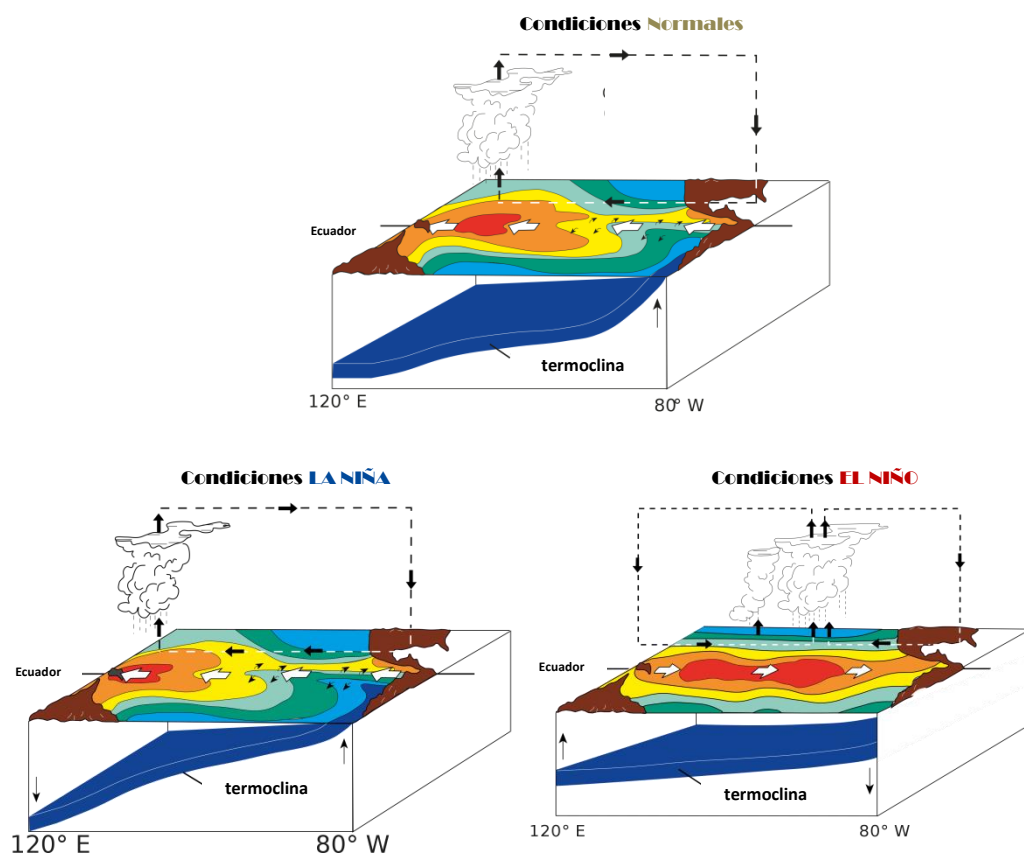 Condiciones Normales
Ecuador
termoclina
120° E
80° W
Condiciones LA NIÑA
Ecuador
termoclina
120° E
80° W
Condiciones EL NIÑO
Ecuador
termoclina
120° E
80° W